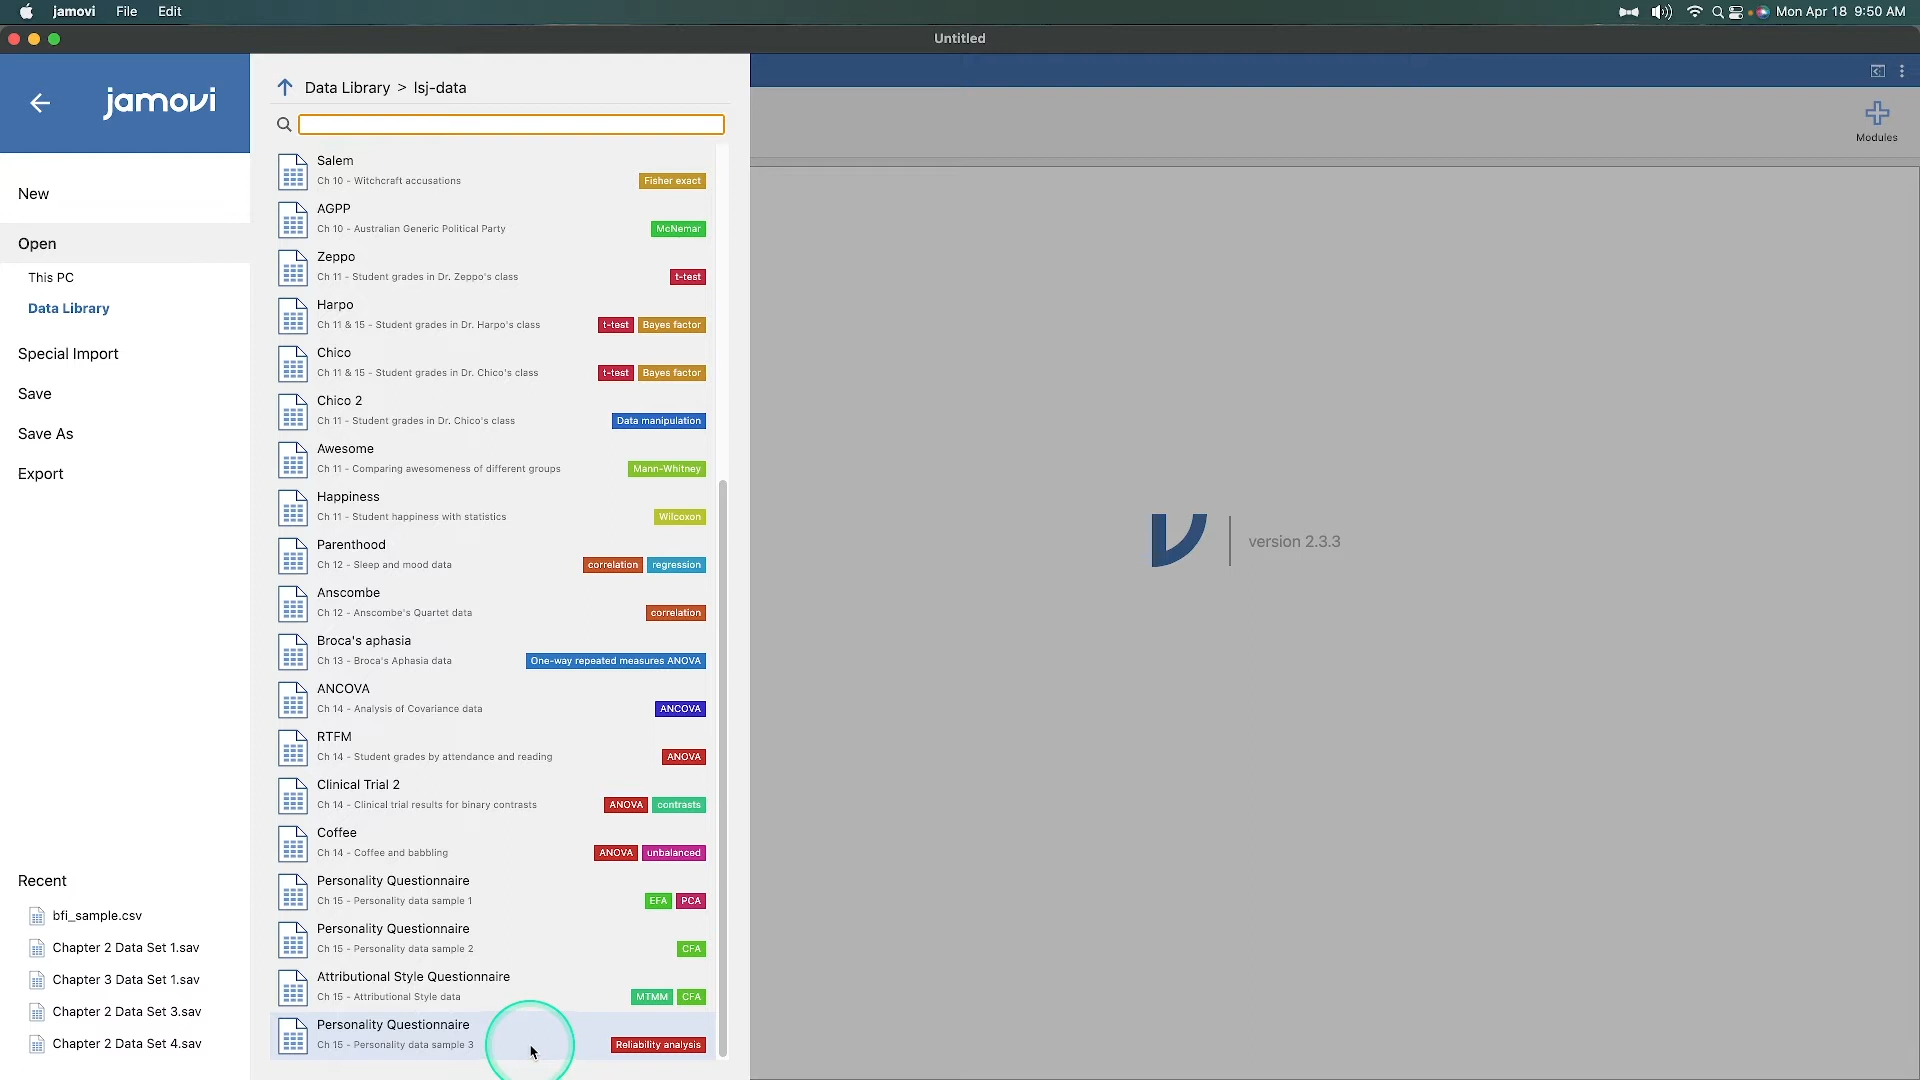 jamovi File Edit Mon Apr 18 9:50 AM
Untitled
jamovi
Data Library > lsj-data
Modules
New
Open
This PC
Data Library
Special Import
Save
Save As
Export
Recent
bfi_sample.csv
Chapter 2 Data Set 1.sav
Chapter 3 Data Set 1.sav
Chapter 2 Data Set 3.sav
Chapter 2 Data Set 4.sav
Salem
Ch 10 - Witchcraft accusations Fisher exact
AGPP
Ch 10 - Australian Generic Political Party McNemar
Zeppo
Ch 11 - Student grades in Dr. Zeppo's class t-test
Harpo
Ch 11 & 15 - Student grades in Dr. Harpo's class t-test Bayes factor
Chico
Ch 11 & 15 - Student grades in Dr. Chico's class t-test Bayes factor
Chico 2
Ch 11 - Student grades in Dr. Chico's class Data manipulation
Awesome
Ch 11 - Comparing awesomeness of different groups Mann-Whitney
Happiness
Ch 11 - Student happiness with statistics Wilcoxon
Parenthood
Ch 12 - Sleep and mood data correlation regression
Anscombe
Ch 12 - Anscombe's Quartet data correlation
Broca's aphasia
Ch 13 - Broca's Aphasia data One-way repeated measures ANOVA
ANCOVA
Ch 14 - Analysis of Covariance data ANCOVA
RTFM
Ch 14 - Student grades by attendance and reading ANOVA
Clinical Trial 2
Ch 14 - Clinical trial results for binary contrasts ANOVA contrasts
Coffee
Ch 14 - Coffee and babbling ANOVA unbalanced
Personality Questionnaire
Ch 15 - Personality data sample 1 EFA PCA
Personality Questionnaire
Ch 15 - Personality data sample 2 CFA
Attributional Style Questionnaire
Ch 15 - Attributional Style data MTMM CFA
Personality Questionnaire
Ch 15 - Personality data sample 3 Reliability analysis
version 2.3.3